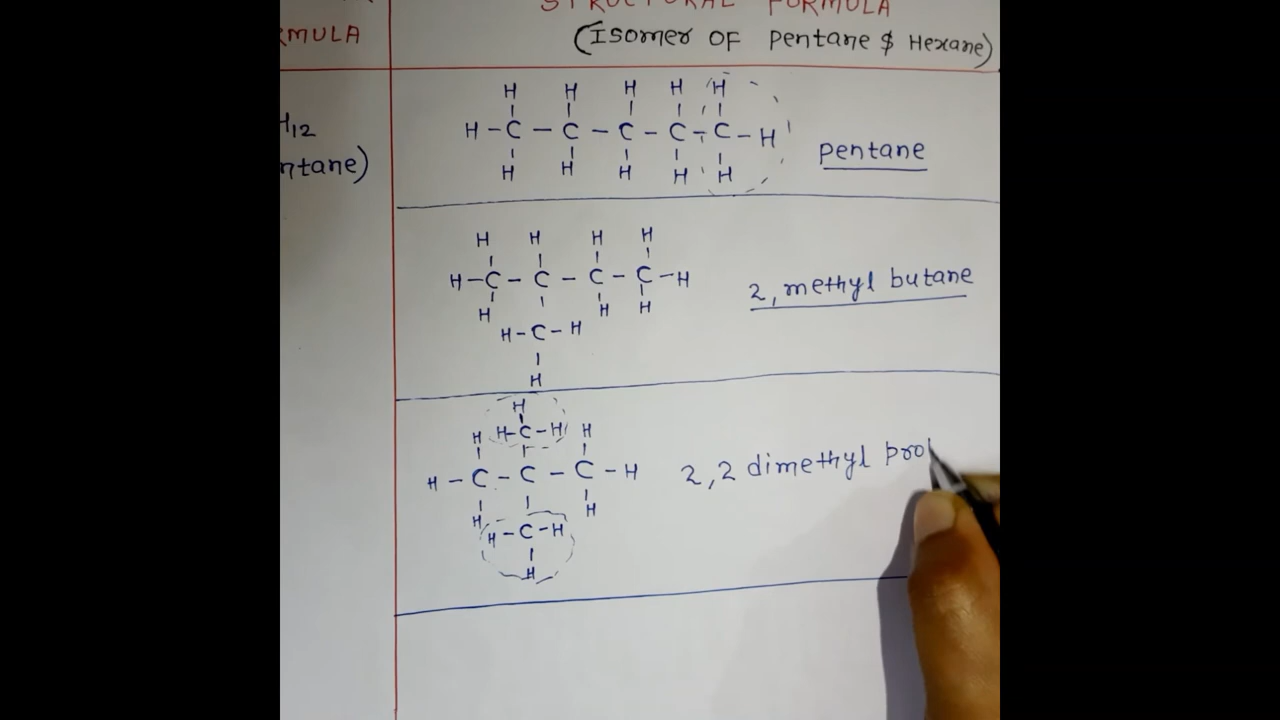 STRUCTURAL FORMULA
RMULA
(Isomer OF Pentane $ Hexane)
H H H H H
H - C - C - C - C - C - H
H H H H H
H12
ntane)
pentane
H H H H
H - C - C - C - C - H
H H H
H - C - H
H
2, methyl butane
H
H H - C - H H
H - C - C - C - H
H H
H - C - H
H
2,2 dimethyl pro